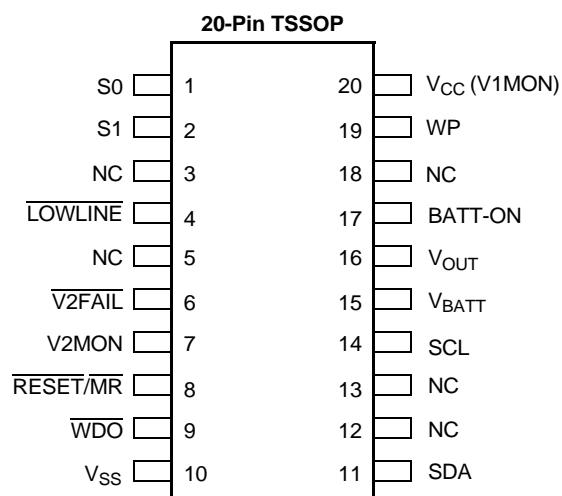 20-Pin TSSOP
S0 1 20 VCC (V1MON)
S1 2 19 WP
NC 3 18 NC
LOWLINE 4 17 BATT-ON
NC 5 16 VOUT
V2FAIL 6 15 VBATT
V2MON 7 14 SCL
RESET/MR 8 13 NC
WDO 9 12 NC
VSS 10 11 SDA